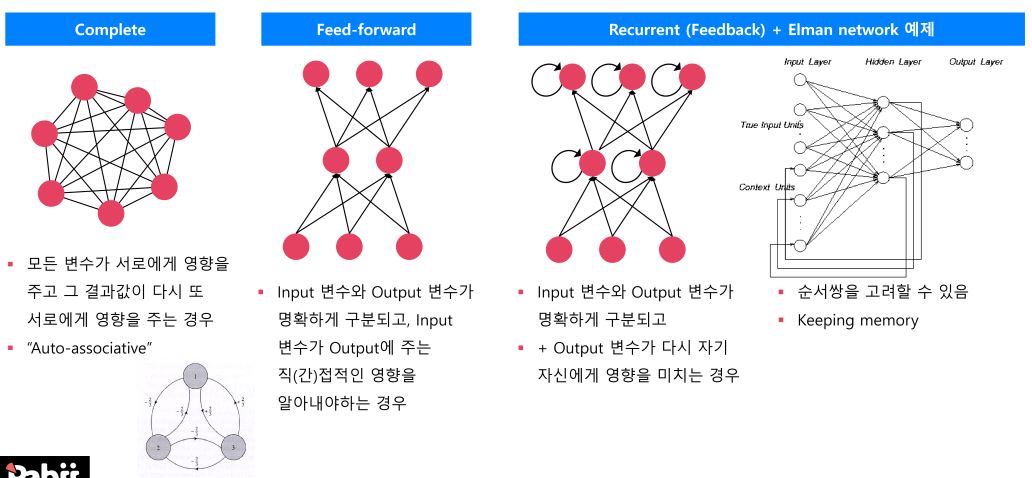 Complete
모든 변수가 서로에게 영향을
주고 그 결과값이 다시 또
서로에게 영향을 주는 경우
“Auto-associative”
1
2
3
Feed-forward
Input 변수와 Output 변수가
명확하게 구분되고, Input
변수가 Output에 주는
직(간)접적인 영향을
알아내야하는 경우
Recurrent (Feedback) + Elman network 예제
Input 변수와 Output 변수가
명확하게 구분되고
+ Output 변수가 다시 자기
자신에게 영향을 미치는 경우
Input Layer
Hidden Layer
Output Layer
True Input Units
Context Units
순서쌍을 고려할 수 있음
Keeping memory